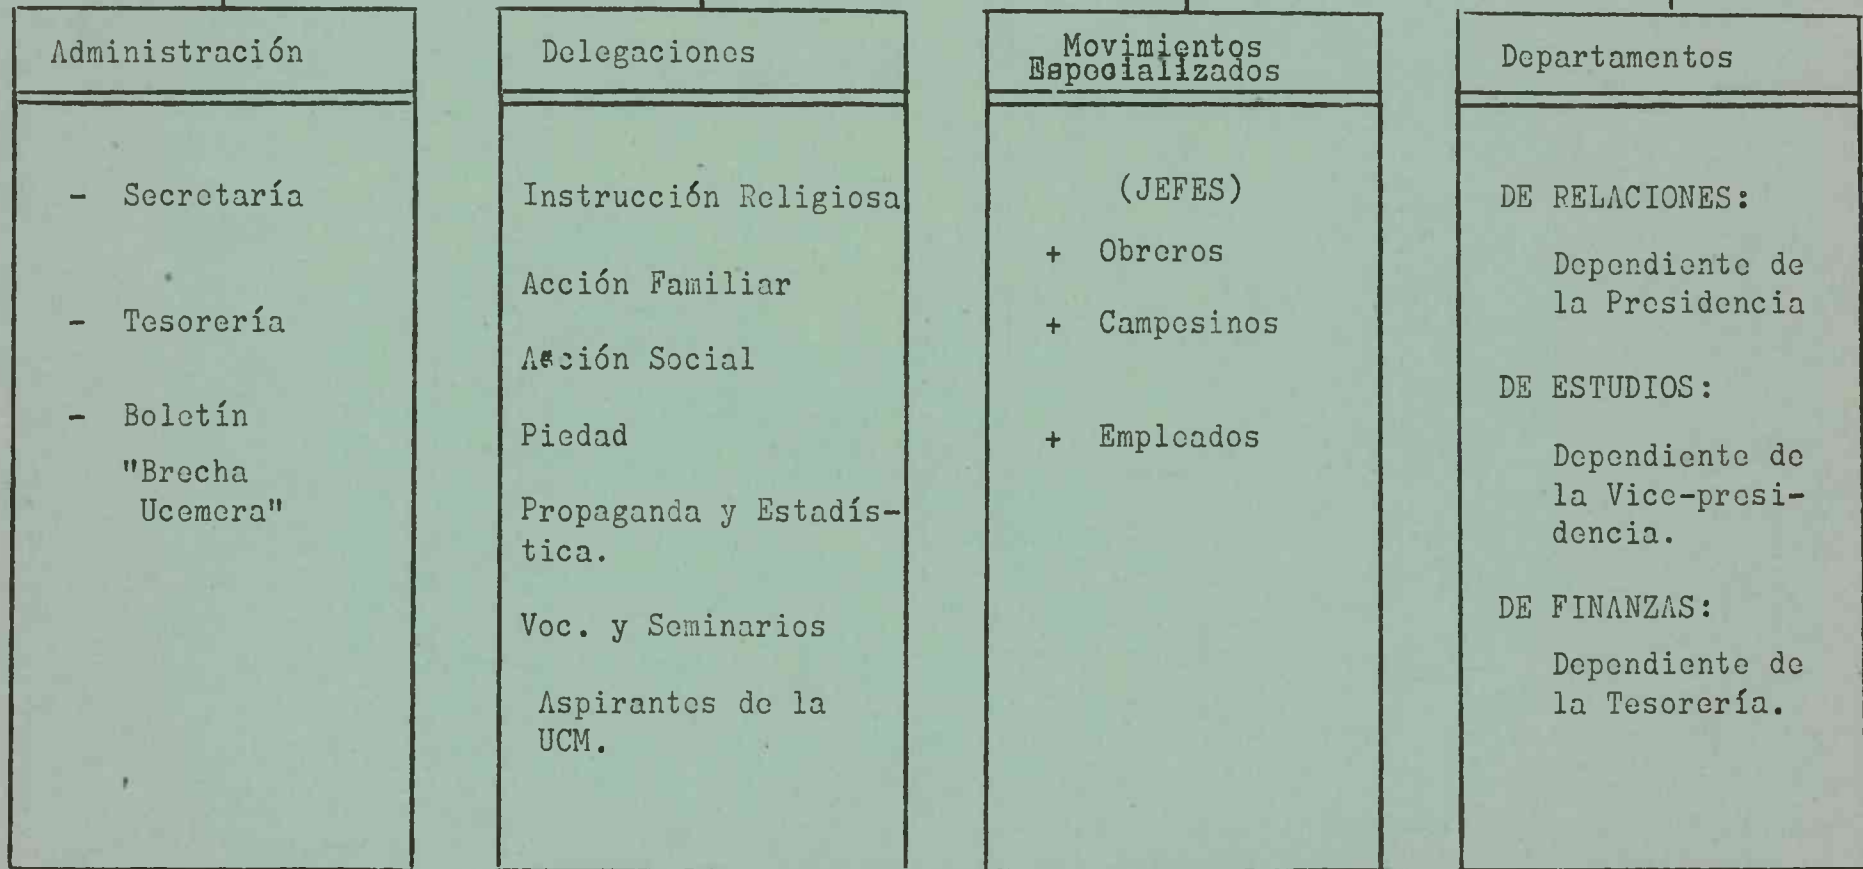 Administración
- Secretaría
- Tesorería
- Boletín
"Brecha
Ucemera"
Delegaciones
Instrucción Religiosa
Acción Familiar
Acción Social
Piedad
Propaganda y Estadís-
tica.
Voc. y Seminarios
Aspirantes de la
UCM.
Movimientos
Especializados
(JEFES)
+ Obreros
+ Campesinos
+ Empleados
Departamentos
DE RELACIONES:
Dependiente de
la Presidencia
DE ESTUDIOS:
Dependiente de
la Vice-presi-
dencia.
DE FINANZAS:
Dependiente de
la Tesorería.